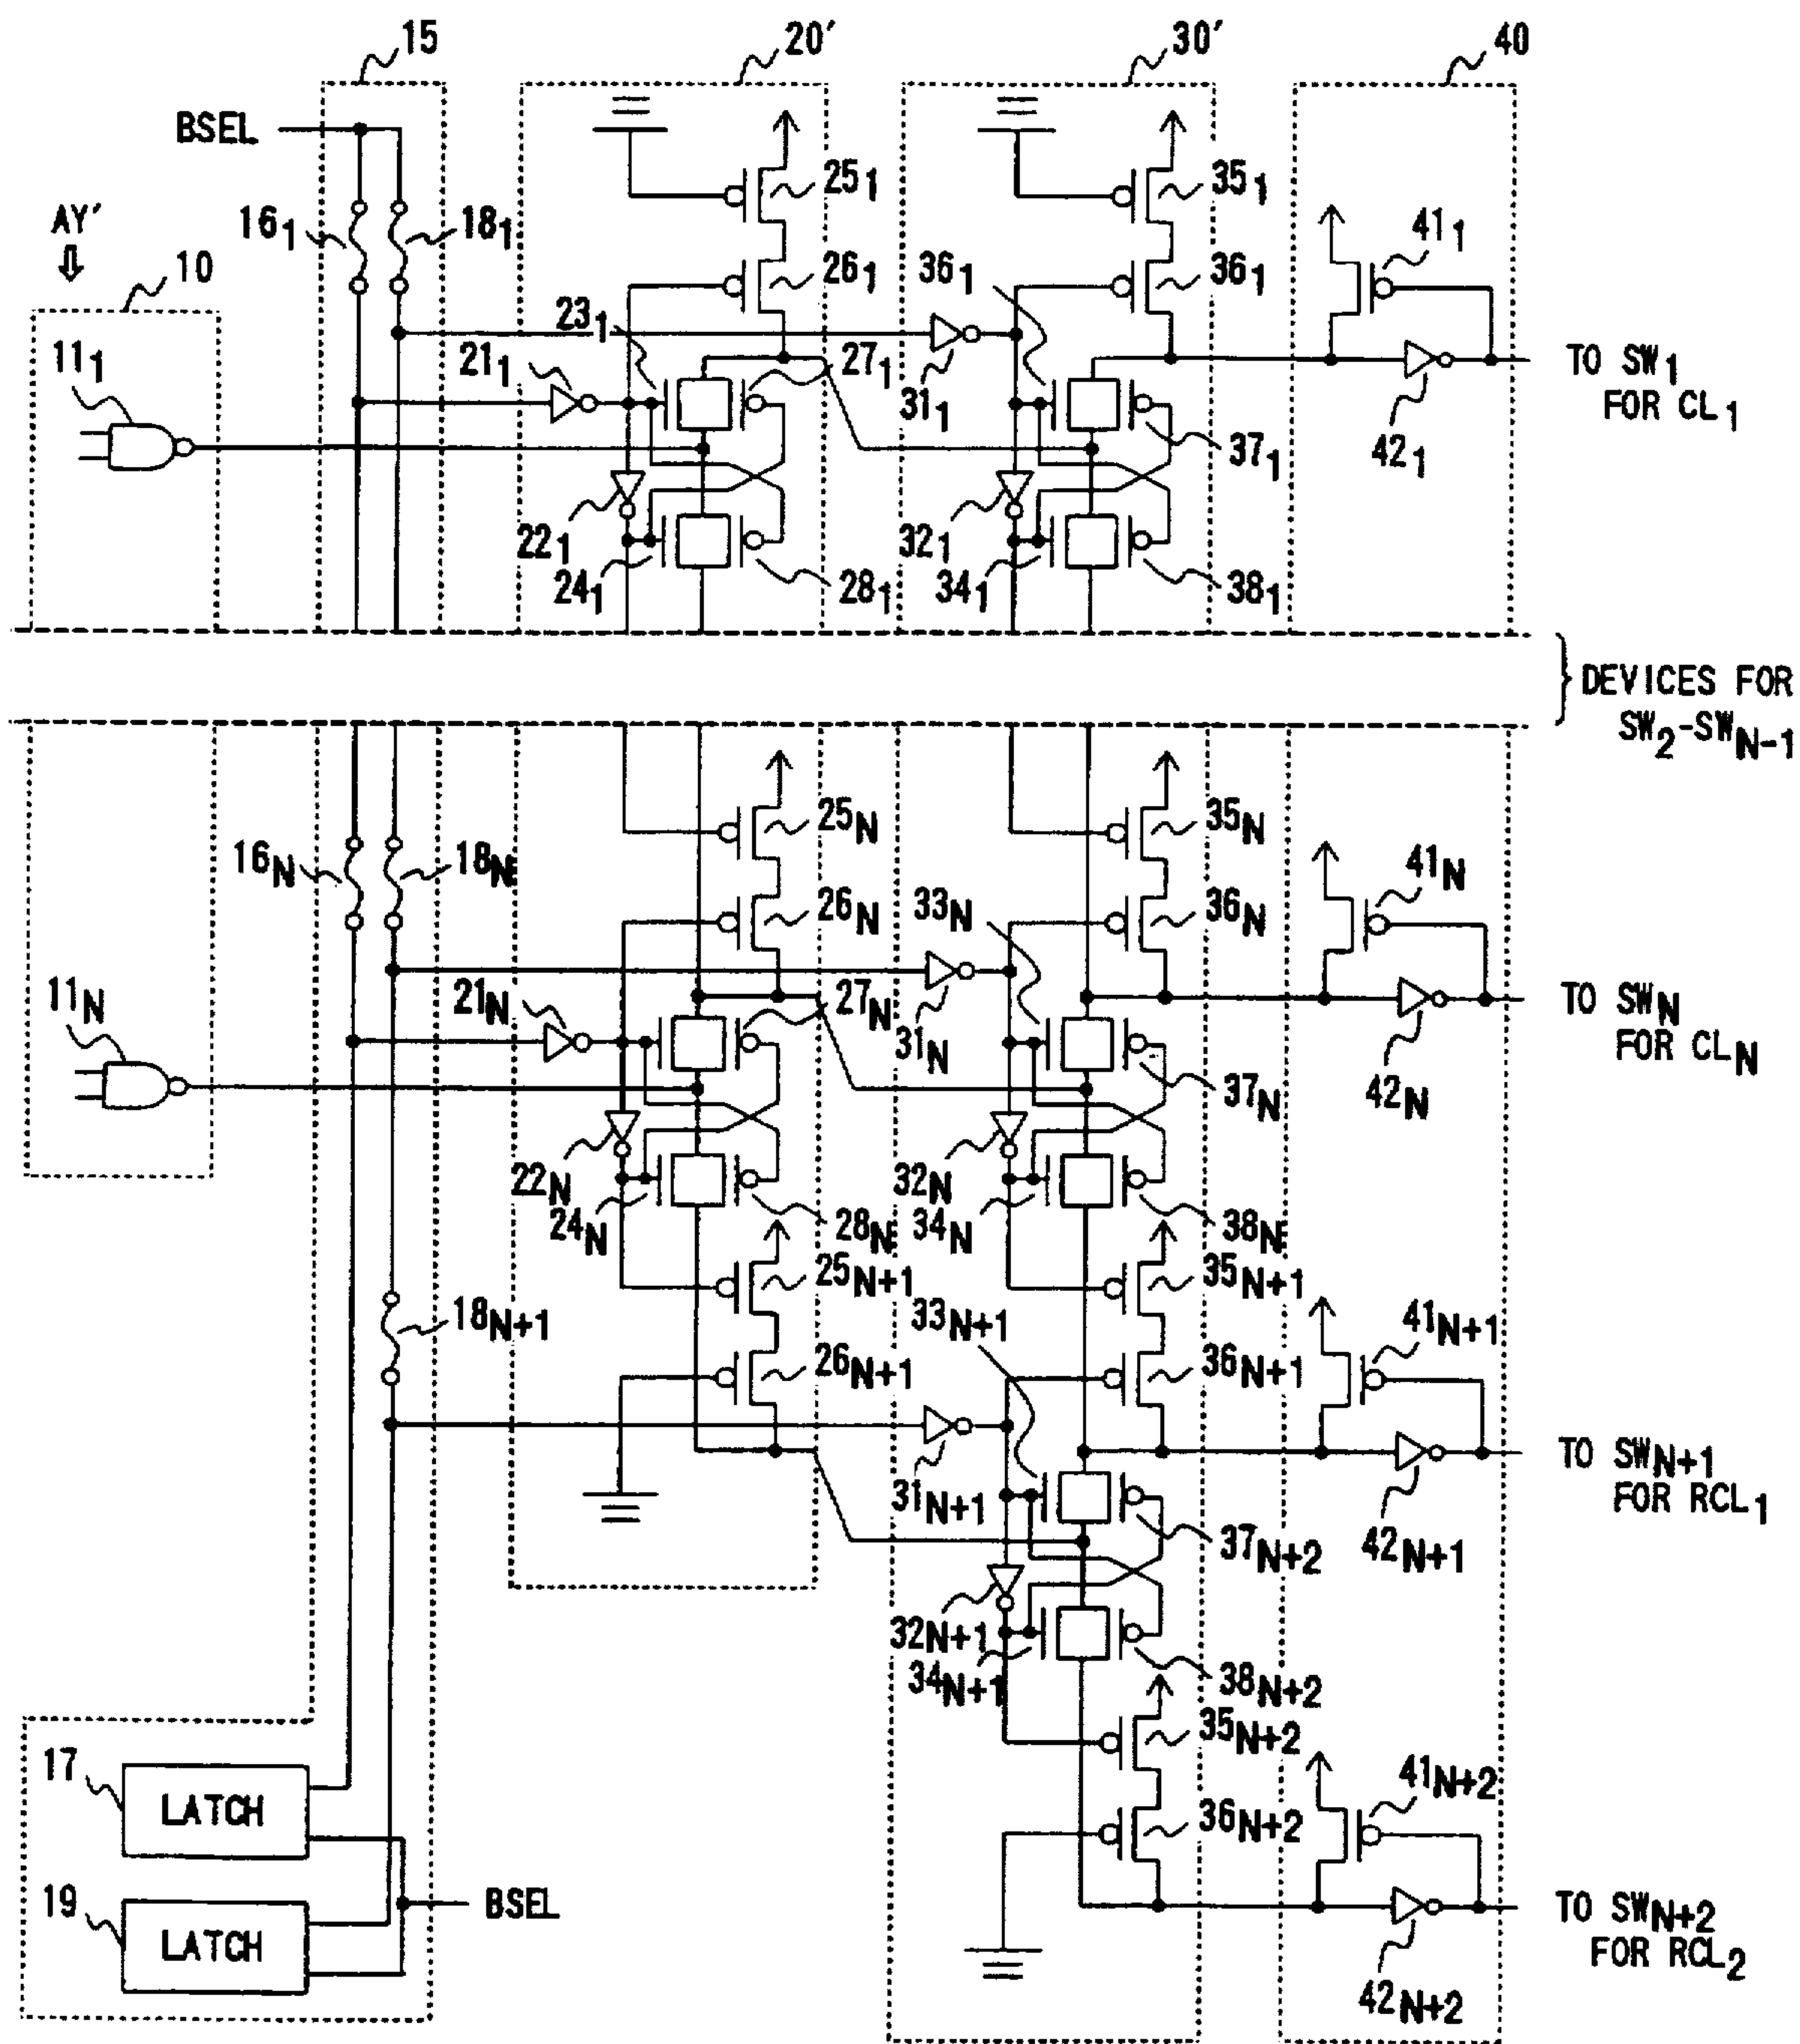 15
20′
30′
40
BSEL
25₁
35₁
AY′
16₁
18₁
10
26₁
36₁
36₁
41₁
23₁
11₁
21₁
27₁
31₁
TO SW₁
FOR CL₁
37₁
42₁
22₁
24₁
28₁
32₁
34₁
38₁
DEVICES FOR
SW₂-SWN-1
25N
35N
16N
18N
41N
26N
33N
36N
11N
21N
27N
31N
TO SWN
FOR CLN
37N
42N
22N
24N
28N
32N
34N
38N
25N+1
35N+1
18N+1
33N+1
41N+1
26N+1
36N+1
31N+1
TO SWN+1
FOR RCL₁
37N+2
42N+1
32N+1
34N+1
38N+2
35N+2
17
LATCH
41N+2
36N+2
19
LATCH
BSEL
TO SWN+2
FOR RCL₂
42N+2